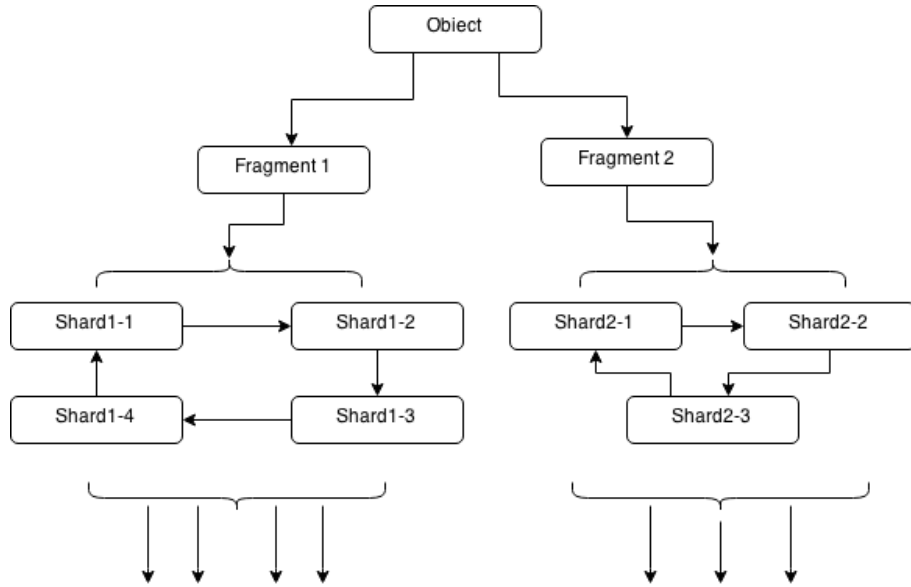 Obiect
Fragment 1
Fragment 2
Shard1-1
Shard1-2
Shard2-1
Shard2-2
Shard1-4
Shard1-3
Shard2-3